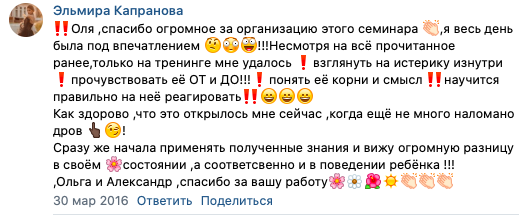 Эльмира Капранова
‼️Оля ,спасибо огромное за организацию этого семинара 👏🏻,я весь день
была под впечатлением 🤔😳😜!!!Несмотря на всё прочитанное
ранее,только на тренинге мне удалось ❗️взглянуть на истерику изнутри
❗️прочувствовать её ОТ и ДО!!!❗️понять её корни и смысл ‼️научится
правильно на неё реагировать‼️😄😄😄
Как здорово ,что это открылось мне сейчас ,когда ещё не много наломано
дров ☝🏿😉!
Сразу же начала применять полученные знания и вижу огромную разницу
в своём 🌸состоянии ,а соответсвенно и в поведении ребёнка !!!
,Ольга и Александр ,спасибо за вашу работу🌸🌼🌺☀️👏🏻👏🏻👏🏻
30 мар 2016 Ответить Поделиться